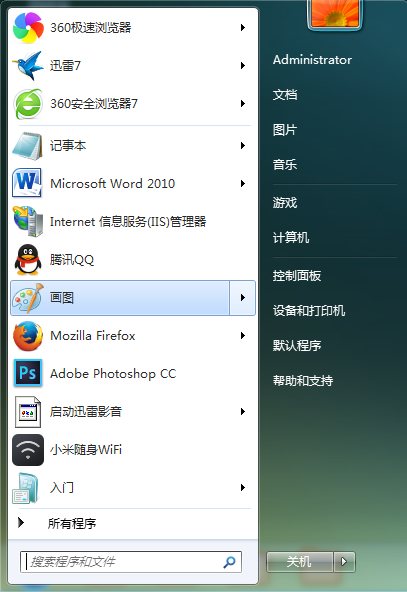 360极速浏览器
迅雷7
360安全浏览器7
记事本
Microsoft Word 2010
Internet 信息服务(IIS)管理器
腾讯QQ
画图
Mozilla Firefox
Ps
Adobe Photoshop CC
启动迅雷影音
小米随身WiFi
入门
所有程序
搜索程序和文件
Administrator
文档
图片
音乐
游戏
计算机
控制面板
设备和打印机
默认程序
帮助和支持
关机